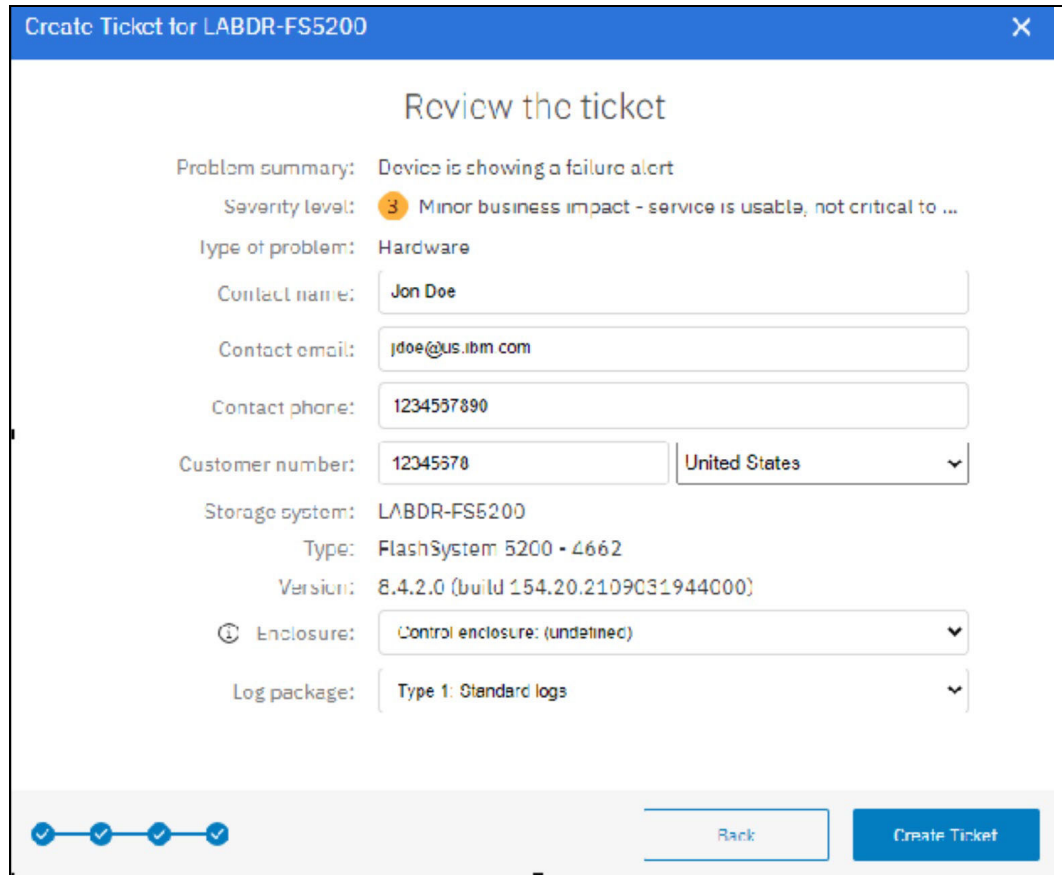 Create Ticket for LABDR-FS5200
Review the ticket
Problem summary: Device is showing a failure alert
Severity level: 3 Minor business impact - service is usable, not critical to ...
Type of problem: Hardware
Contact name: Jon Doe
Contact email: jdoe@us.ibm.com
Contact phone: 1234567890
Customer number: 12345678 United States
Storage system: LABDR-FS5200
Type: FlashSystem 5200 - 4662
Version: 8.4.2.0 (build 154.20.2109031944000)
Enclosure: Control enclosure: (undefined)
Log package: Type 1: Standard logs
Back Create Ticket